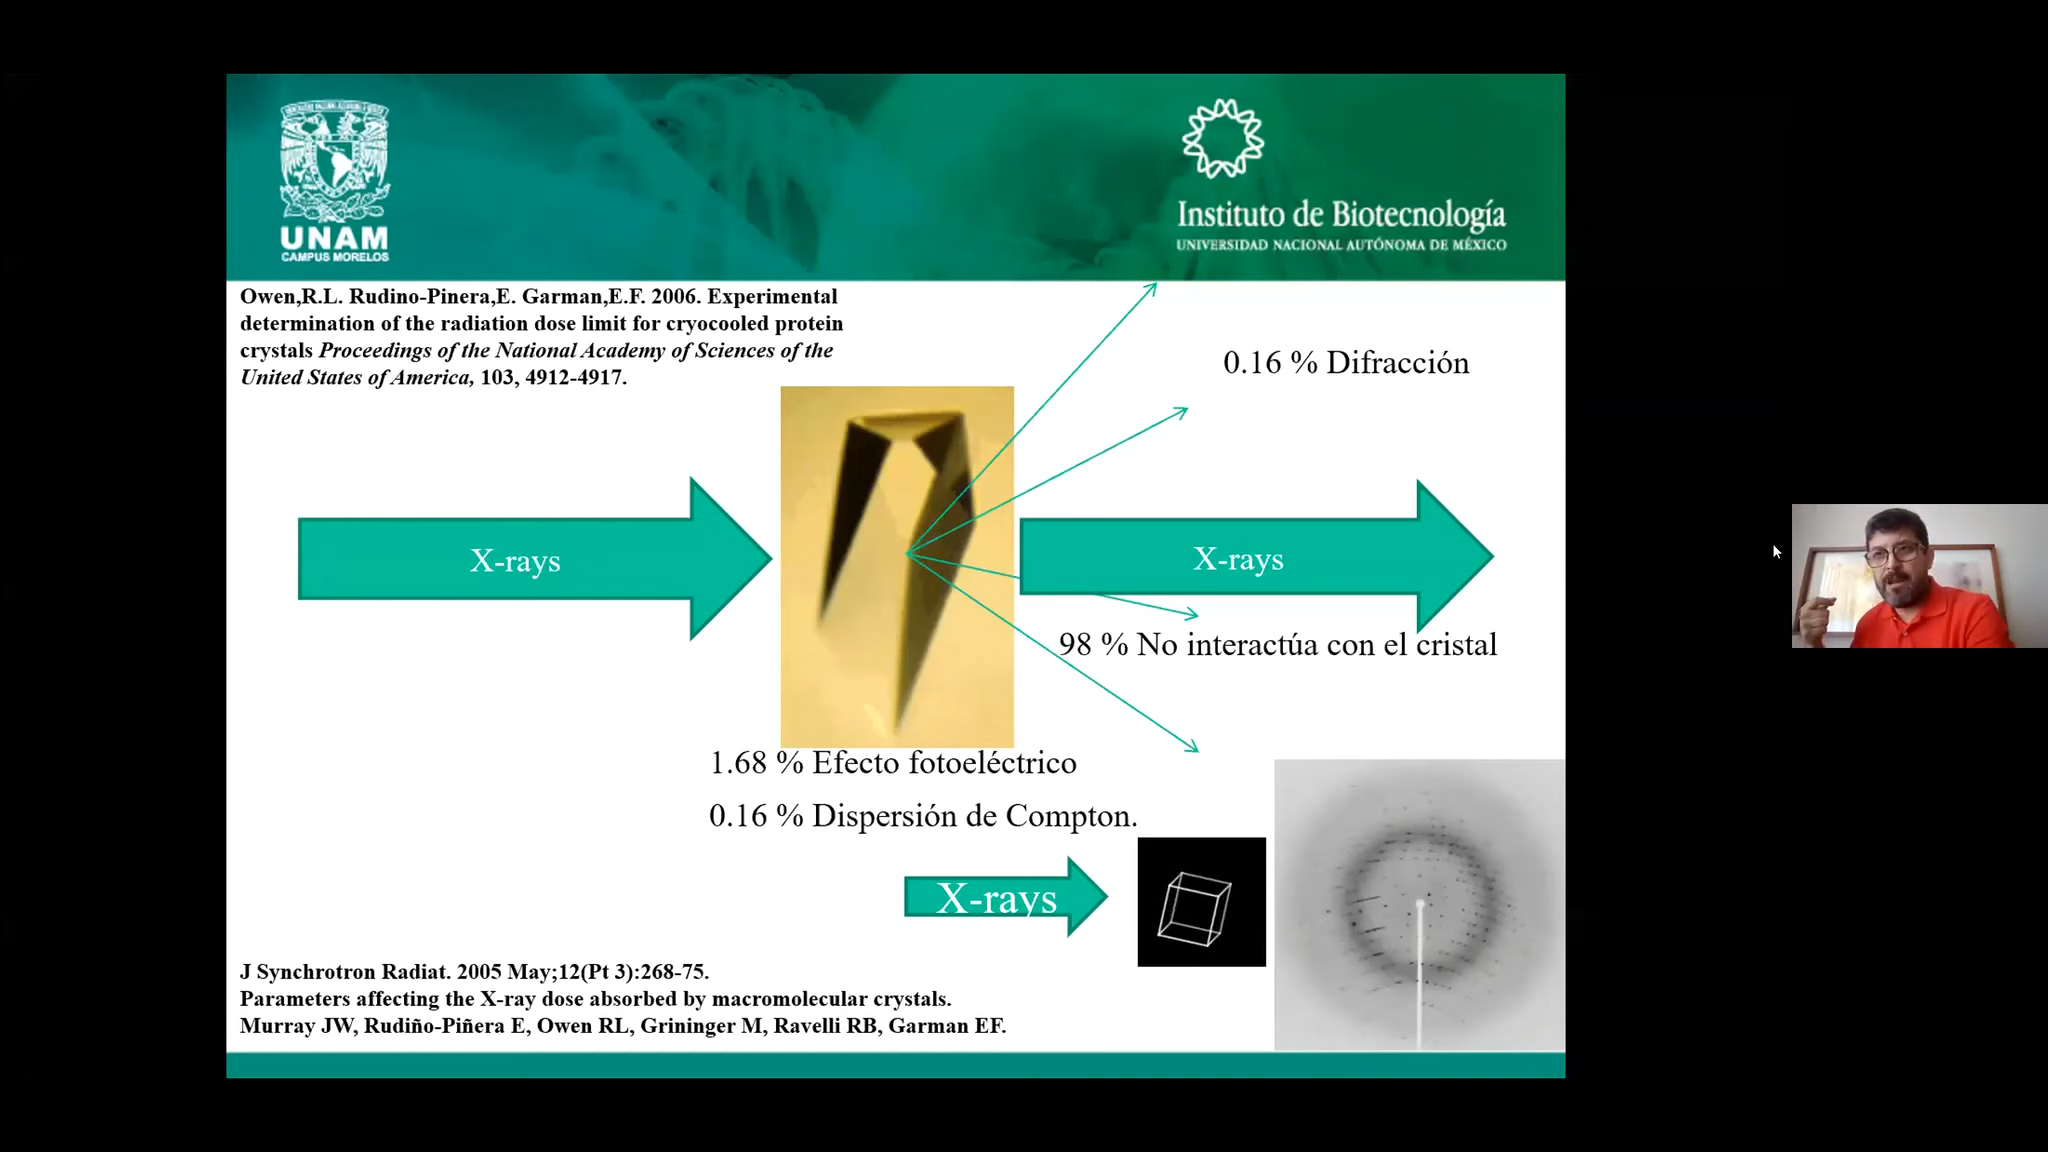 UNAM
CAMPUS MORELOS
Instituto de Biotecnología
UNIVERSIDAD NACIONAL AUTÓNOMA DE MÉXICO
Owen,R.L. Rudino-Pinera,E. Garman,E.F. 2006. Experimental
determination of the radiation dose limit for cryocooled protein
crystals Proceedings of the National Academy of Sciences of the
United States of America, 103, 4912-4917.
0.16 % Difracción
X-rays
X-rays
98 % No interactúa con el cristal
1.68 % Efecto fotoeléctrico
0.16 % Dispersión de Compton.
X-rays
J Synchrotron Radiat. 2005 May;12(Pt 3):268-75.
Parameters affecting the X-ray dose absorbed by macromolecular crystals.
Murray JW, Rudiño-Piñera E, Owen RL, Grininger M, Ravelli RB, Garman EF.